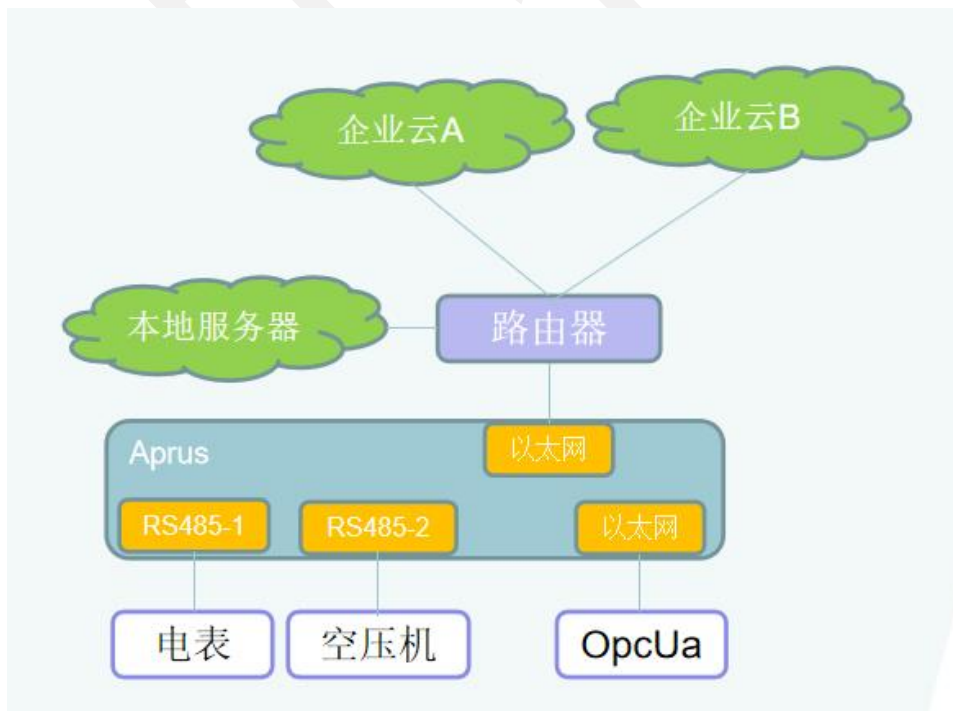 企业云A
企业云B
本地服务器
路由器
Aprus
以太网
RS485-1
RS485-2
以太网
电表
空压机
OpcUa